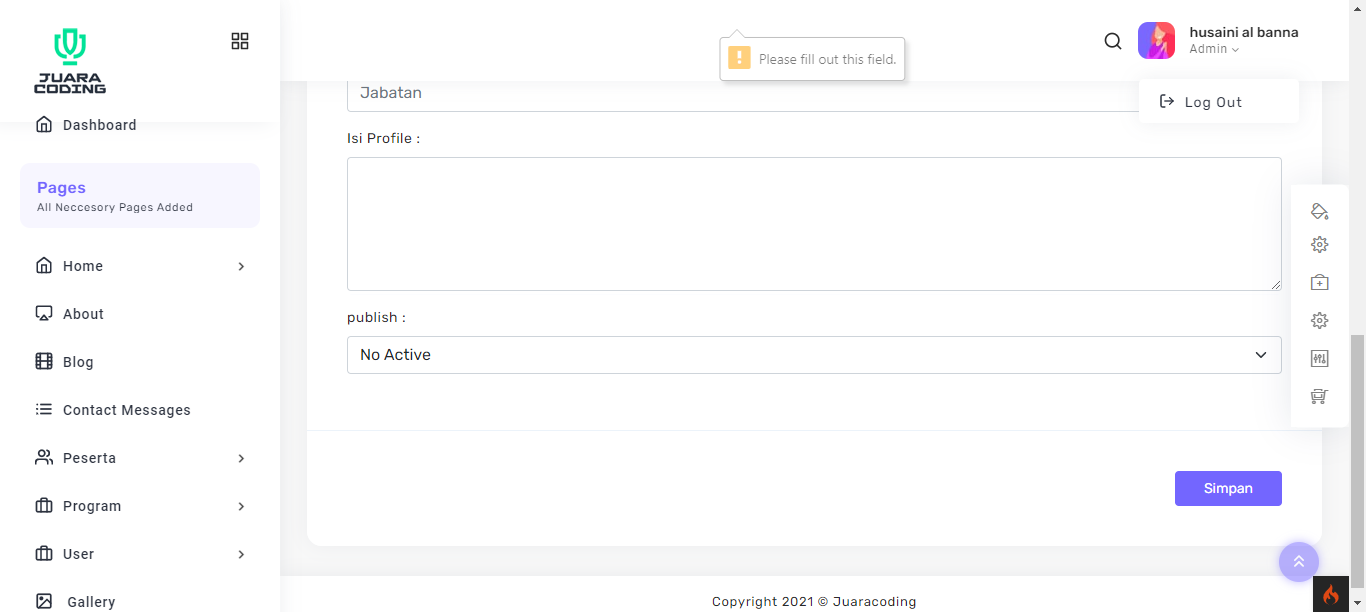 JUARA
CODING
Dashboard
Pages
All Neccesory Pages Added
Home
About
Blog
Contact Messages
Peserta
Program
User
Gallery
Please fill out this field.
husaini al banna
Admin
Log Out
Jabatan
Isi Profile :
publish :
No Active
Simpan
Copyright 2021 © Juaracoding